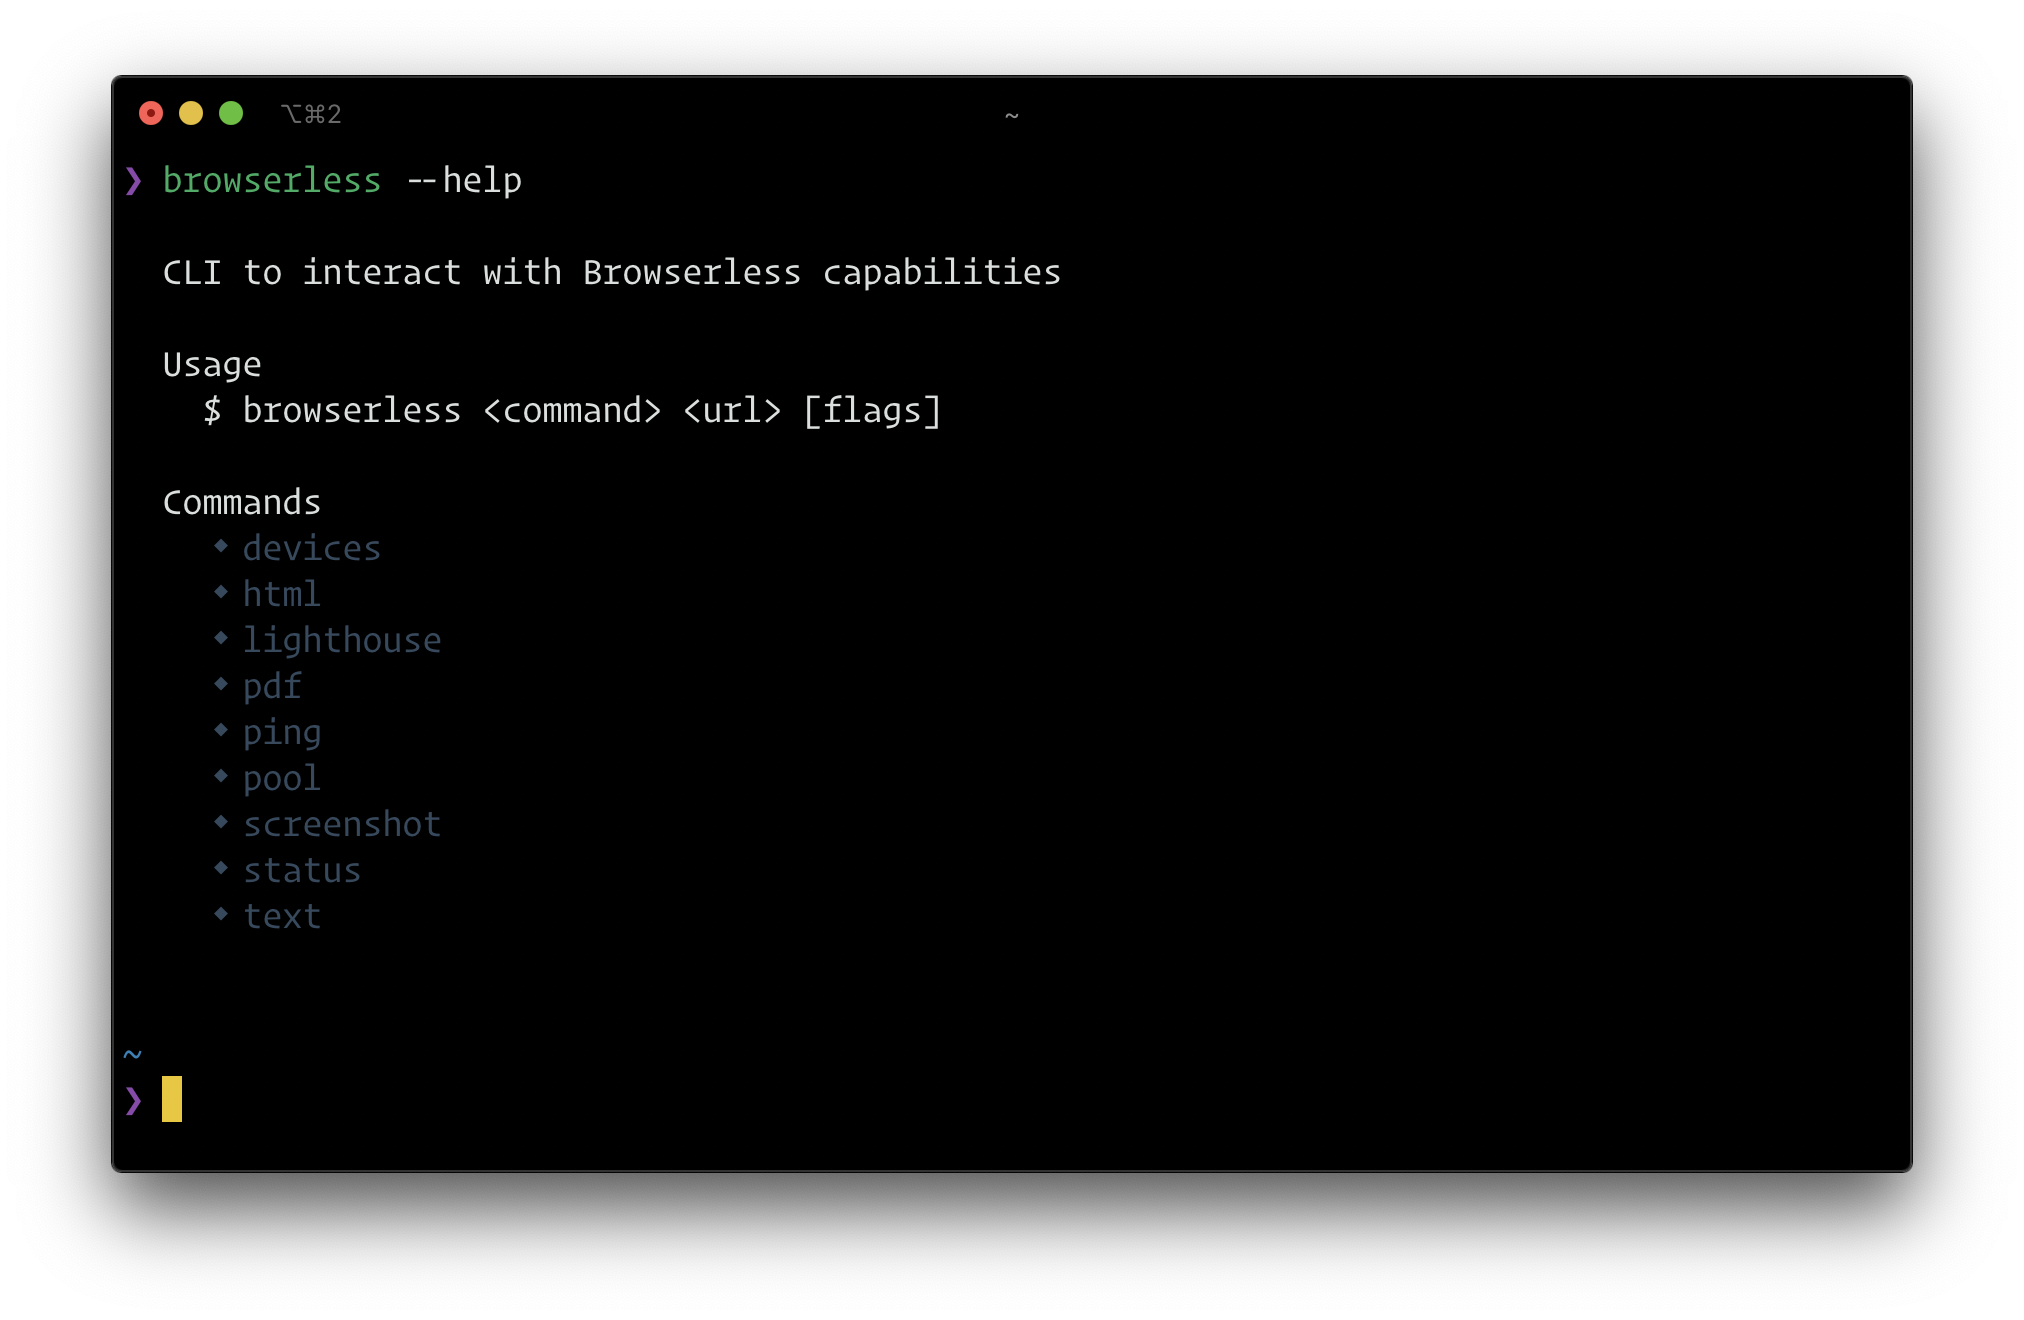 ⌥⌘2
~
❯ browserless --help
CLI to interact with Browserless capabilities
Usage
$ browserless <command> <url> [flags]
Commands
◆ devices
◆ html
◆ lighthouse
◆ pdf
◆ ping
◆ pool
◆ screenshot
◆ status
◆ text
~
❯